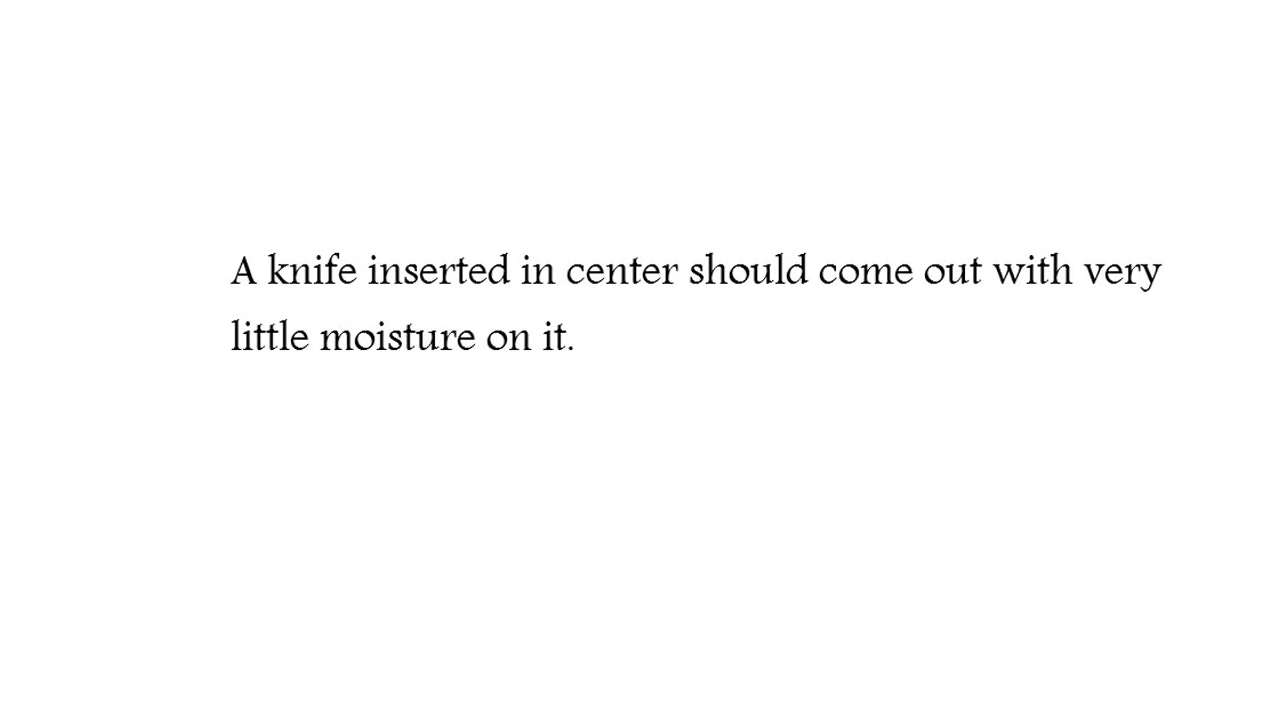 A knife inserted in center should come out with very
little moisture on it.